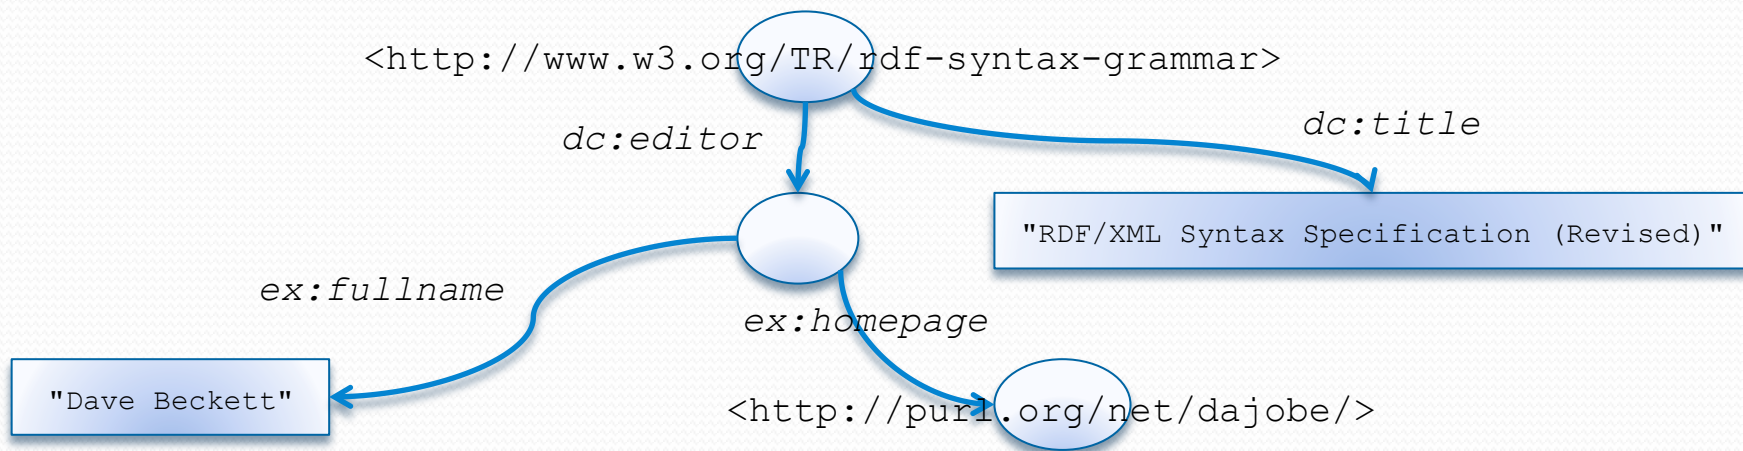 <http://www.w3.org/TR/rdf-syntax-grammar>
dc:editor
dc:title
"RDF/XML Syntax Specification (Revised)"
ex:fullname
ex:homepage
"Dave Beckett"
<http://purl.org/net/dajobe/>